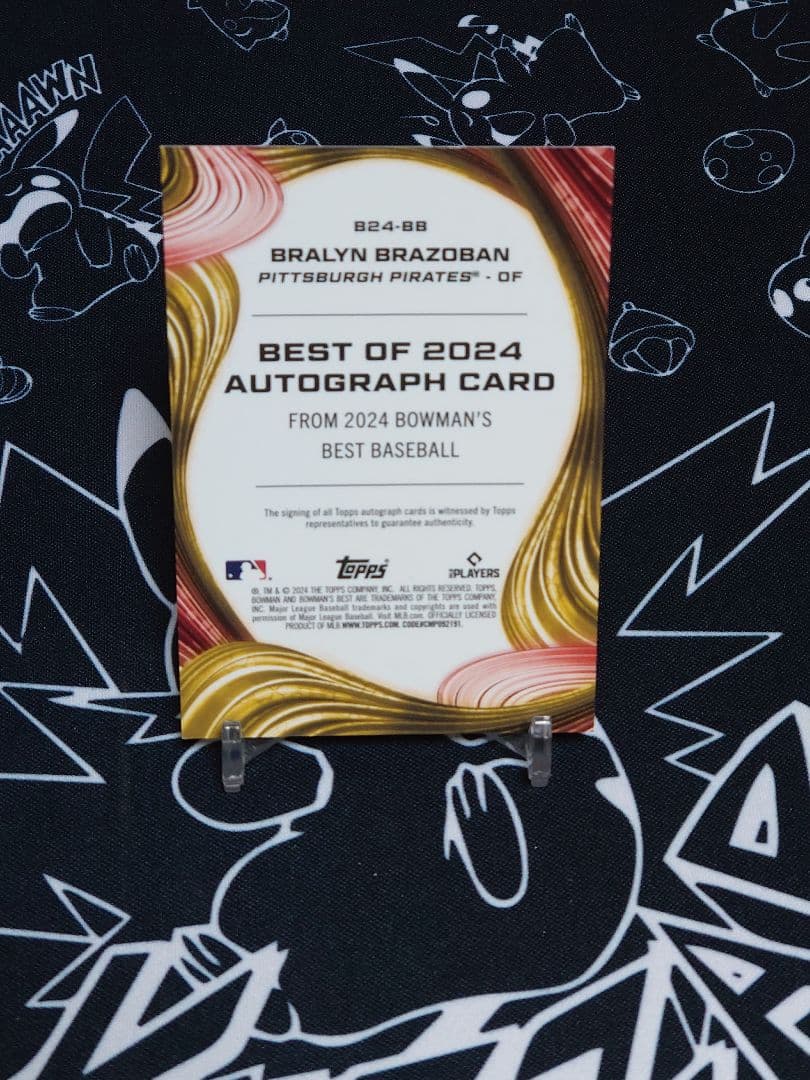 AAAWN
B24-BB
BRALYN BRAZOBAN
PITTSBURGH PIRATES® - OF
BEST OF 2024
AUTOGRAPH CARD
FROM 2024 BOWMAN'S
BEST BASEBALL
The signing of all Topps autograph cards is witnessed by Topps
representatives to guarantee authenticity.
topps
PLAYERS
®, TM & © 2024 THE TOPPS COMPANY, INC. ALL RIGHTS RESERVED. TOPPS,
BOWMAN AND BOWMAN'S BEST ARE TRADEMARKS OF THE TOPPS COMPANY,
INC. Major League Baseball trademarks and copyrights are used with
permission of Major League Baseball. Visit MLB.com. OFFICIALLY LICENSED
PRODUCT OF MLB WWW.TOPPS.COM. CODE#CMP092191.